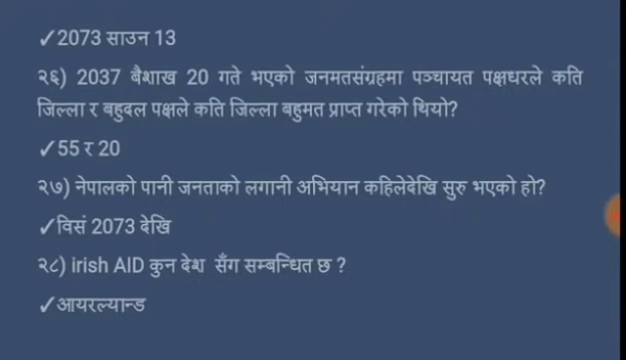 ✓2073 साउन 13
२६) 2037 बैशाख 20 गते भएको जनमतसंग्रहमा पञ्चायत पक्षधरले कति
जिल्ला र बहुदल पक्षले कति जिल्ला बहुमत प्राप्त गरेको थियो?
✓55 र 20
२७) नेपालको पानी जनताको लगानी अभियान कहिलेदेखि सुरु भएको हो?
✓विसं 2073 देखि
२८) irish AID कुन देश सँग सम्बन्धित छ ?
✓आयरल्यान्ड